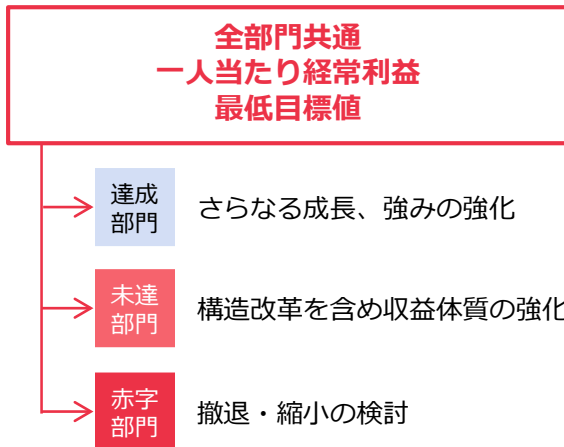 全部門共通
一人当たり経常利益
最低目標値
達成
部門
さらなる成長、強みの強化
未達
部門
構造改革を含め収益体質の強化
赤字
部門
撤退・縮小の検討